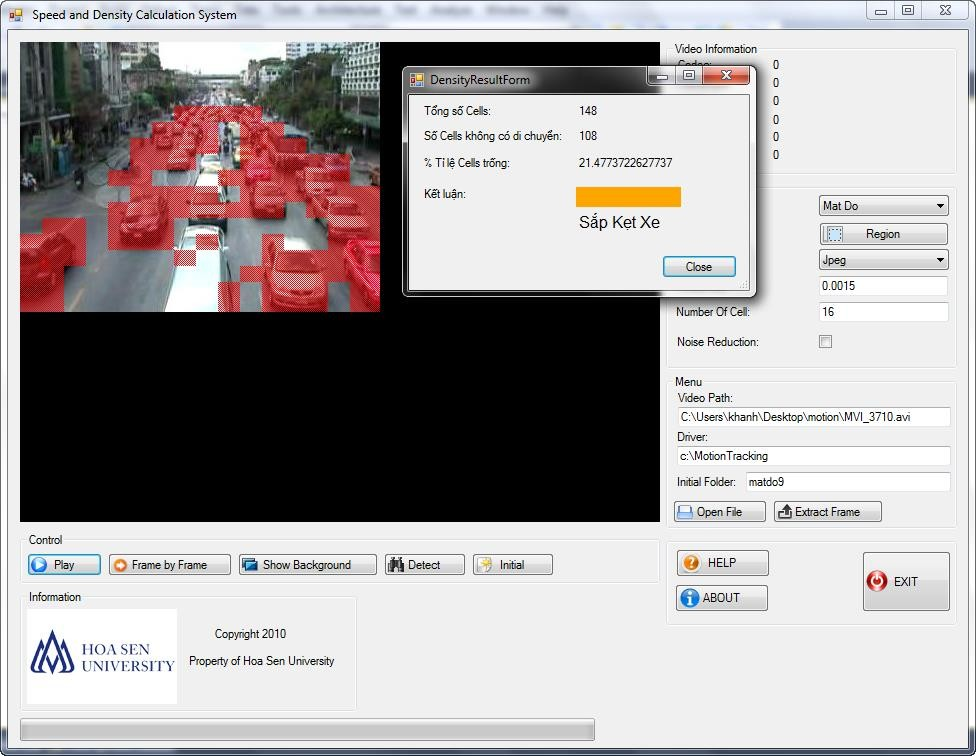 Speed and Density Calculation System
Video Information
Codec:
0
0
0
0
0
0
DensityResultForm
Tổng số Cells: 148
Số Cells không có di chuyển: 108
% Tỉ lệ Cells trống: 21.4773722627737
Kết luận:
Sắp Kẹt Xe
Close
Mat Do
Region
Jpeg
0.0015
Number Of Cell: 16
Noise Reduction:
Menu
Video Path:
C:\Users\khanh\Desktop\motion\MVI_3710.avi
Driver:
c:\MotionTracking
Initial Folder: matdo9
Open File
Extract Frame
Control
Play
Frame by Frame
Show Background
Detect
Initial
HELP
ABOUT
EXIT
Information
HOA SEN
UNIVERSITY
Copyright 2010
Property of Hoa Sen University